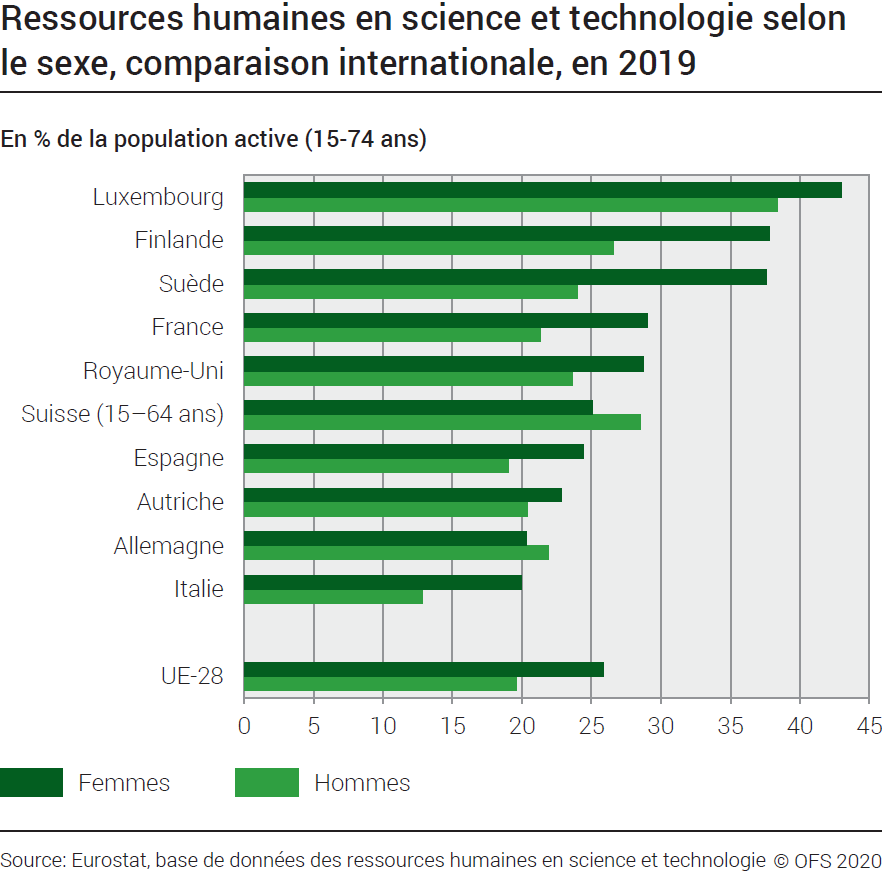 Ressources humaines en science et technologie selon
le sexe, comparaison internationale, en 2019
En % de la population active (15-74 ans)
Luxembourg
Finlande
Suède
France
Royaume-Uni
Suisse (15–64 ans)
Espagne
Autriche
Allemagne
Italie
UE-28
0 5 10 15 20 25 30 35 40 45
Femmes Hommes
Source: Eurostat, base de données des ressources humaines en science et technologie © OFS 2020